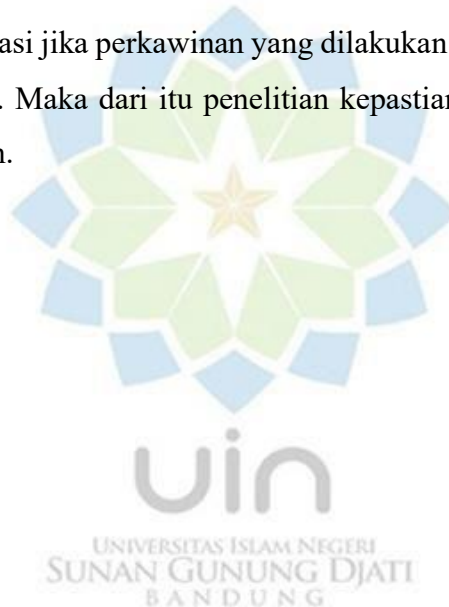 asi jika perkawinan yang dilakukan
. Maka dari itu penelitian kepastian
n.
uin
UNIVERSITAS ISLAM NEGERI
SUNAN GUNUNG DJATI
BANDUNG